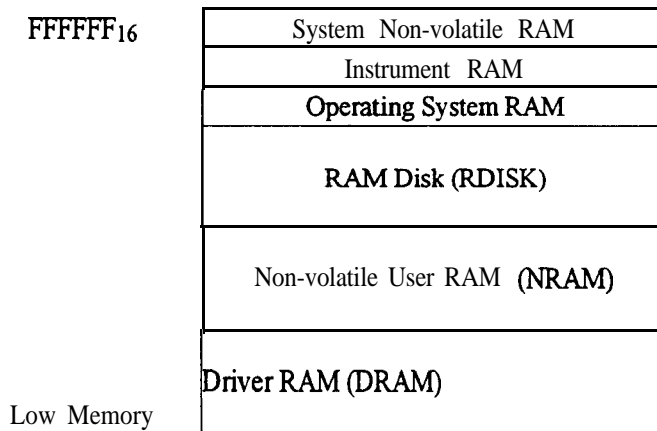 FFFFFF₁₆ System Non-volatile RAM
Instrument RAM
Operating System RAM
RAM Disk (RDISK)
Non-volatile User RAM (NRAM)
Driver RAM (DRAM)
Low Memory